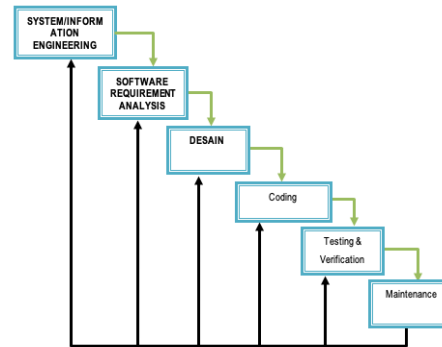 SYSTEM/INFORM
ATION
ENGINEERING
SOFTWARE
REQUIREMENT
ANALYSIS
DESAIN
Coding
Testing &
Verification
Maintenance